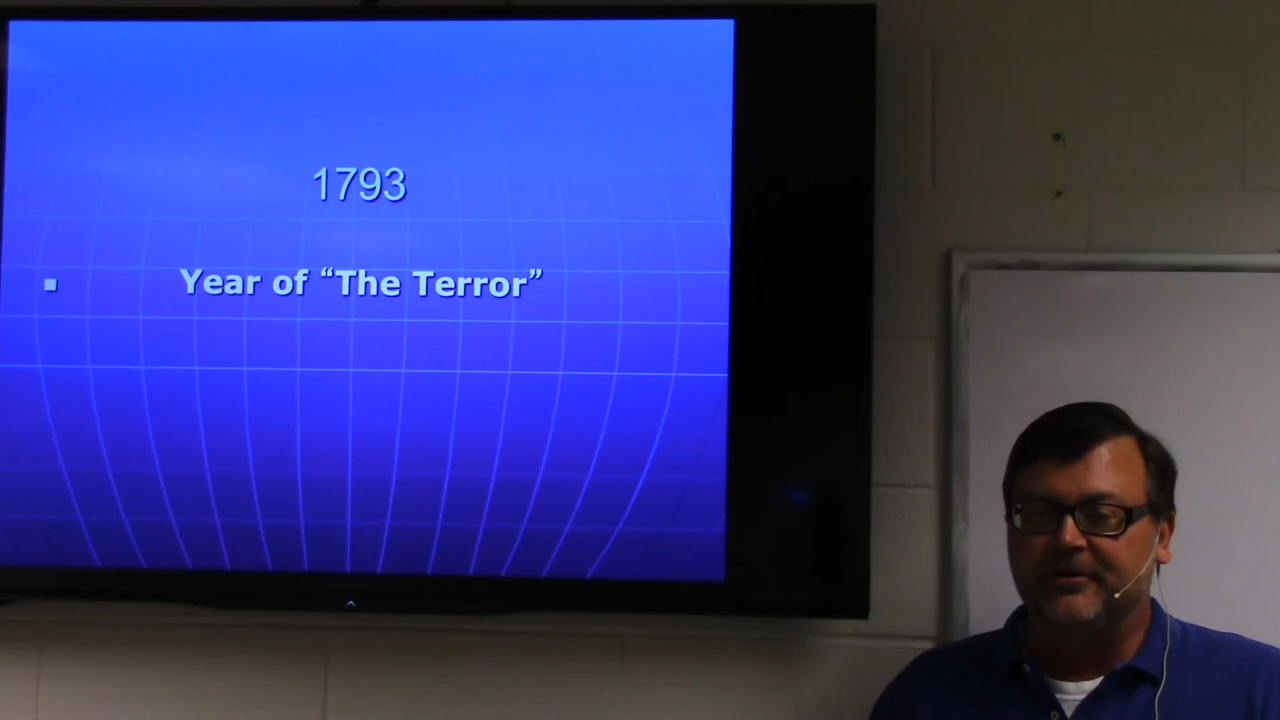 1793
Year of “The Terror”